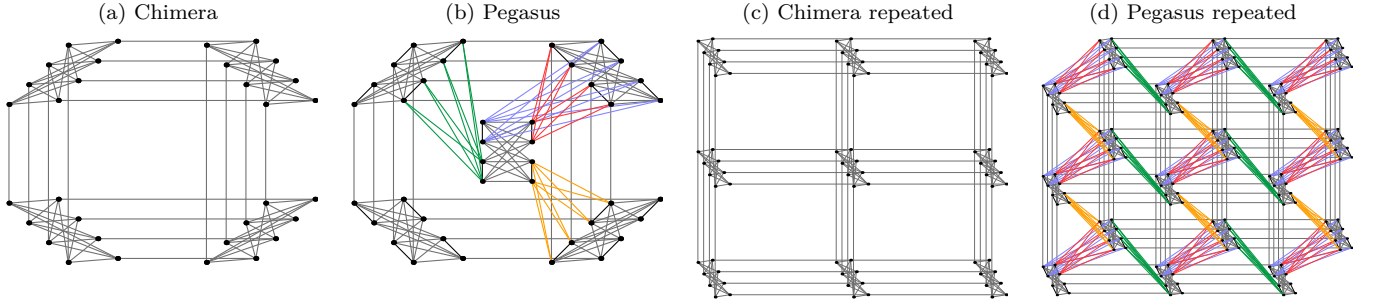 (a) Chimera
(b) Pegasus
(c) Chimera repeated
(d) Pegasus repeated